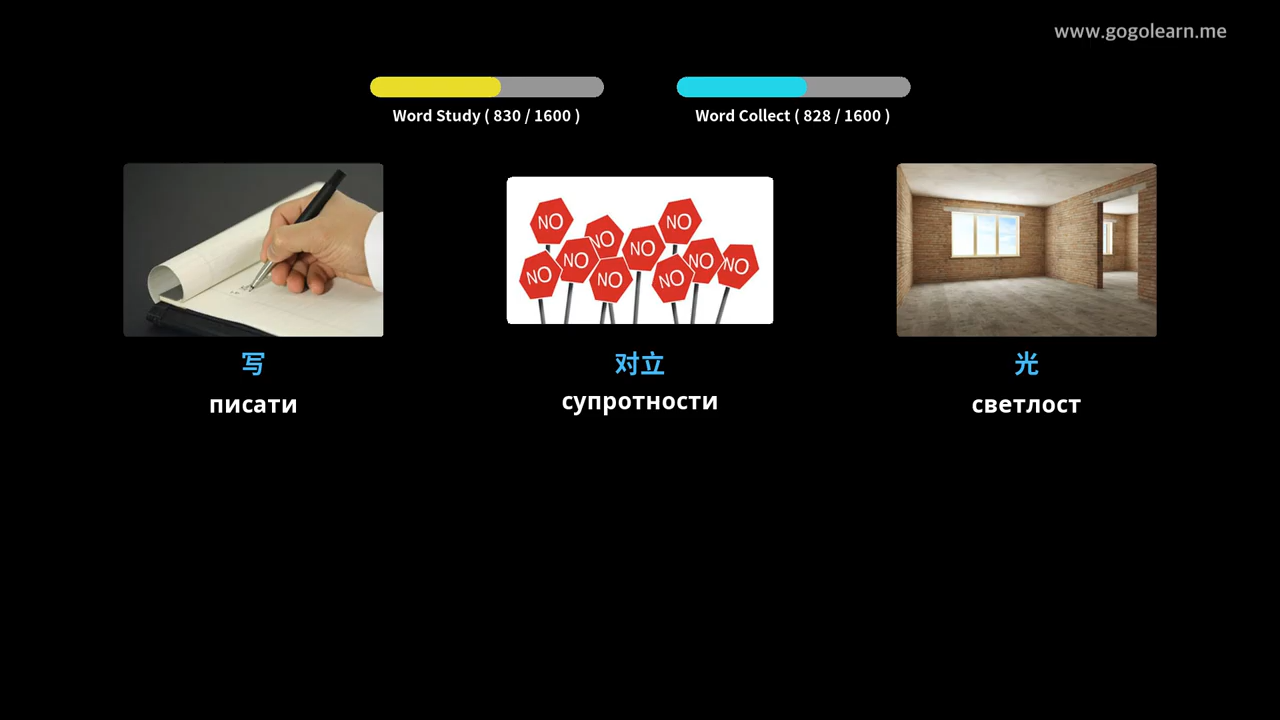 www.gogolearn.me
Word Study ( 830 / 1600 )
Word Collect ( 828 / 1600 )
NO
NO
NO
NO
NO
NO
NO
NO
NO
NO
写
对立
光
писати
супротности
светлост